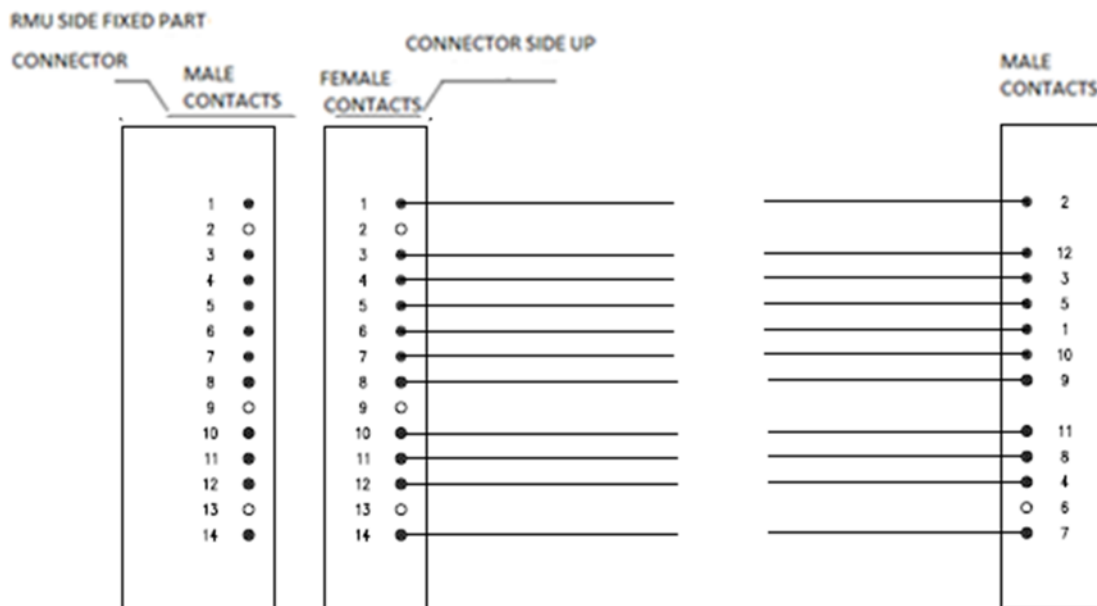 RMU SIDE FIXED PART
CONNECTOR
MALE
CONTACTS
FEMALE
CONTACTS
CONNECTOR SIDE UP
MALE
CONTACTS
1 1 2
2 2
3 3 12
4 4 3
5 5 5
6 6 1
7 7 10
8 8 9
9 9
10 10 11
11 11 8
12 12 4
13 13 6
14 14 7